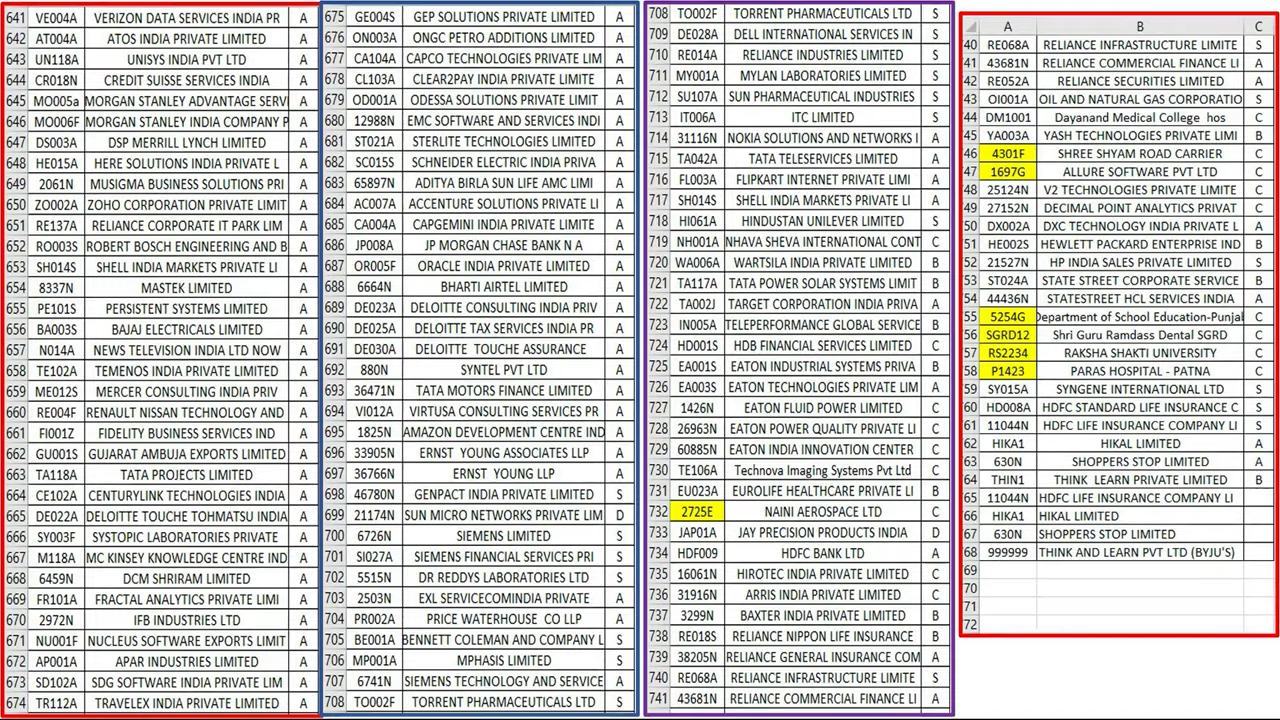 641 VE004A VERIZON DATA SERVICES INDIA PR A
642 AT004A ATOS INDIA PRIVATE LIMITED A
643 UN118A UNISYS INDIA PVT LTD A
644 CR018N CREDIT SUISSE SERVICES INDIA A
645 MO005a MORGAN STANLEY ADVANTAGE SERV A
646 MO006F MORGAN STANLEY INDIA COMPANY P A
647 DS003A DSP MERRILL LYNCH LIMITED A
648 HE015A HERE SOLUTIONS INDIA PRIVATE L A
649 2061N MUSIGMA BUSINESS SOLUTIONS PRI A
650 ZO002A ZOHO CORPORATION PRIVATE LIMIT A
651 RE137A RELIANCE CORPORATE IT PARK LIM A
652 RO003S ROBERT BOSCH ENGINEERING AND B A
653 SH014S SHELL INDIA MARKETS PRIVATE LI A
654 8337N MASTEK LIMITED A
655 PE101S PERSISTENT SYSTEMS LIMITED A
656 BA003S BAJAJ ELECTRICALS LIMITED A
657 N014A NEWS TELEVISION INDIA LTD NOW A
658 TE102A TEMENOS INDIA PRIVATE LIMITED A
659 ME012S MERCER CONSULTING INDIA PRIV A
660 RE004F RENAULT NISSAN TECHNOLOGY AND A
661 FI001Z FIDELITY BUSINESS SERVICES IND A
662 GU001S GUJARAT AMBUJA EXPORTS LIMITED A
663 TA118A TATA PROJECTS LIMITED A
664 CE102A CENTURYLINK TECHNOLOGIES INDIA A
665 DE022A DELOITTE TOUCHE TOHMATSU INDIA A
666 SY003F SYSTOPIC LABORATORIES PRIVATE A
667 M118A MC KINSEY KNOWLEDGE CENTRE IND A
668 6459N DCM SHRIRAM LIMITED A
669 FR101A FRACTAL ANALYTICS PRIVATE LIMI A
670 2972N IFB INDUSTRIES LTD A
671 NU001F NUCLEUS SOFTWARE EXPORTS LIMIT A
672 AP001A APAR INDUSTRIES LIMITED A
673 SD102A SDG SOFTWARE INDIA PRIVATE LIM A
674 TR112A TRAVELEX INDIA PRIVATE LIMITED A
675 GE004S GEP SOLUTIONS PRIVATE LIMITED A
676 ON003A ONGC PETRO ADDITIONS LIMITED A
677 CA104A CAPCO TECHNOLOGIES PRIVATE LIM A
678 CL103A CLEAR2PAY INDIA PRIVATE LIMITE A
679 OD001A ODESSA SOLUTIONS PRIVATE LIMIT A
680 12988N EMC SOFTWARE AND SERVICES INDI A
681 ST021A STERLITE TECHNOLOGIES LIMITED A
682 SC015S SCHNEIDER ELECTRIC INDIA PRIVA A
683 65897N ADITYA BIRLA SUN LIFE AMC LIMI A
684 AC007A ACCENTURE SOLUTIONS PRIVATE LI A
685 CA004A CAPGEMINI INDIA PRIVATE LIMITE A
686 JP008A JP MORGAN CHASE BANK N A A
687 OR005F ORACLE INDIA PRIVATE LIMITED A
688 6664N BHARTI AIRTEL LIMITED A
689 DE023A DELOITTE CONSULTING INDIA PRIV A
690 DE025A DELOITTE TAX SERVICES INDIA PR A
691 DE030A DELOITTE TOUCHE ASSURANCE A
692 880N SYNTEL PVT LTD A
693 36471N TATA MOTORS FINANCE LIMITED A
694 VI012A VIRTUSA CONSULTING SERVICES PR A
695 1825N AMAZON DEVELOPMENT CENTRE IND A
696 33905N ERNST YOUNG ASSOCIATES LLP A
697 36766N ERNST YOUNG LLP A
698 46780N GENPACT INDIA PRIVATE LIMITED S
699 21174N SUN MICRO NETWORKS PRIVATE LIM D
700 6726N SIEMENS LIMITED S
701 SI027A SIEMENS FINANCIAL SERVICES PRI S
702 5515N DR REDDYS LABORATORIES LTD S
703 2503N EXL SERVICECOMINDIA PRIVATE A
704 PR002A PRICE WATERHOUSE CO LLP A
705 BE001A BENNETT COLEMAN AND COMPANY L S
706 MP001A MPHASIS LIMITED S
707 6741N SIEMENS TECHNOLOGY AND SERVICE A
708 TO002F TORRENT PHARMACEUTICALS LTD S
708 TO002F TORRENT PHARMACEUTICALS LTD S
709 DE028A DELL INTERNATIONAL SERVICES IN S
710 RE014A RELIANCE INDUSTRIES LIMITED S
711 MY001A MYLAN LABORATORIES LIMITED S
712 SU107A SUN PHARMACEUTICAL INDUSTRIES S
713 IT006A ITC LIMITED S
714 31116N NOKIA SOLUTIONS AND NETWORKS I A
715 TA042A TATA TELESERVICES LIMITED A
716 FL003A FLIPKART INTERNET PRIVATE LIMI A
717 SH014S SHELL INDIA MARKETS PRIVATE LI A
718 HI061A HINDUSTAN UNILEVER LIMITED S
719 NH001A NHAVA SHEVA INTERNATIONAL CONT C
720 WA006A WARTSILA INDIA PRIVATE LIMITED B
721 TA117A TATA POWER SOLAR SYSTEMS LIMIT B
722 TA002J TARGET CORPORATION INDIA PRIVA A
723 IN005A TELEPERFORMANCE GLOBAL SERVICE B
724 HD001S HDB FINANCIAL SERVICES LIMITED C
725 EA001S EATON INDUSTRIAL SYSTEMS PRIVA B
726 EA003S EATON TECHNOLOGIES PRIVATE LIM A
727 1426N EATON FLUID POWER LIMITED C
728 26963N EATON POWER QUALITY PRIVATE LI C
729 60885N EATON INDIA INNOVATION CENTER C
730 TE106A Technova Imaging Systems Pvt Ltd C
731 EU023A EUROLIFE HEALTHCARE PRIVATE LI B
732 2725E NAINI AEROSPACE LTD C
733 JAP01A JAY PRECISION PRODUCTS INDIA D
734 HDF009 HDFC BANK LTD A
735 16061N HIROTEC INDIA PRIVATE LIMITED C
736 31916N ARRIS INDIA PRIVATE LIMITED C
737 3299N BAXTER INDIA PRIVATE LIMITED B
738 RE018S RELIANCE NIPPON LIFE INSURANCE B
739 38205N RELIANCE GENERAL INSURANCE COM A
740 RE068A RELIANCE INFRASTRUCTURE LIMITE S
741 43681N RELIANCE COMMERCIAL FINANCE LI A
A B C
40 RE068A RELIANCE INFRASTRUCTURE LIMITE S
41 43681N RELIANCE COMMERCIAL FINANCE LI A
42 RE052A RELIANCE SECURITIES LIMITED A
43 OI001A OIL AND NATURAL GAS CORPORATIO S
44 DM1001 Dayanand Medical College hos C
45 YA003A YASH TECHNOLOGIES PRIVATE LIMI B
46 4301F SHREE SHYAM ROAD CARRIER C
47 1697G ALLURE SOFTWARE PVT LTD C
48 25124N V2 TECHNOLOGIES PRIVATE LIMITE C
49 27152N DECIMAL POINT ANALYTICS PRIVAT C
50 DX002A DXC TECHNOLOGY INDIA PRIVATE L A
51 HE002S HEWLETT PACKARD ENTERPRISE IND B
52 21527N HP INDIA SALES PRIVATE LIMITED S
53 ST024A STATE STREET CORPORATE SERVICE B
54 44436N STATESTREET HCL SERVICES INDIA A
55 5254G Department of School Education-Punjab C
56 SGRD12 Shri Guru Ramdass Dental SGRD C
57 RS2234 RAKSHA SHAKTI UNIVERSITY C
58 P1423 PARAS HOSPITAL - PATNA C
59 SY015A SYNGENE INTERNATIONAL LTD S
60 HD008A HDFC STANDARD LIFE INSURANCE C S
61 11044N HDFC LIFE INSURANCE COMPANY LI S
62 HIKA1 HIKAL LIMITED C
63 630N SHOPPERS STOP LIMITED A
64 THIN1 THINK LEARN PRIVATE LIMITED B
65 11044N HDFC LIFE INSURANCE COMPANY LI
66 HIKA1 HIKAL LIMITED
67 630N SHOPPERS STOP LIMITED
68 999999 THINK AND LEARN PVT LTD (BYJU'S)
69
70
71
72